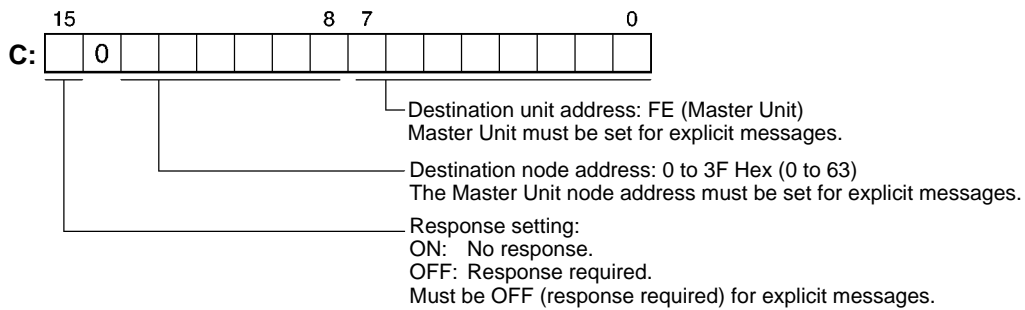 15 8 7 0
C: 0
Destination unit address: FE (Master Unit)
Master Unit must be set for explicit messages.
Destination node address: 0 to 3F Hex (0 to 63)
The Master Unit node address must be set for explicit messages.
Response setting:
ON: No response.
OFF: Response required.
Must be OFF (response required) for explicit messages.